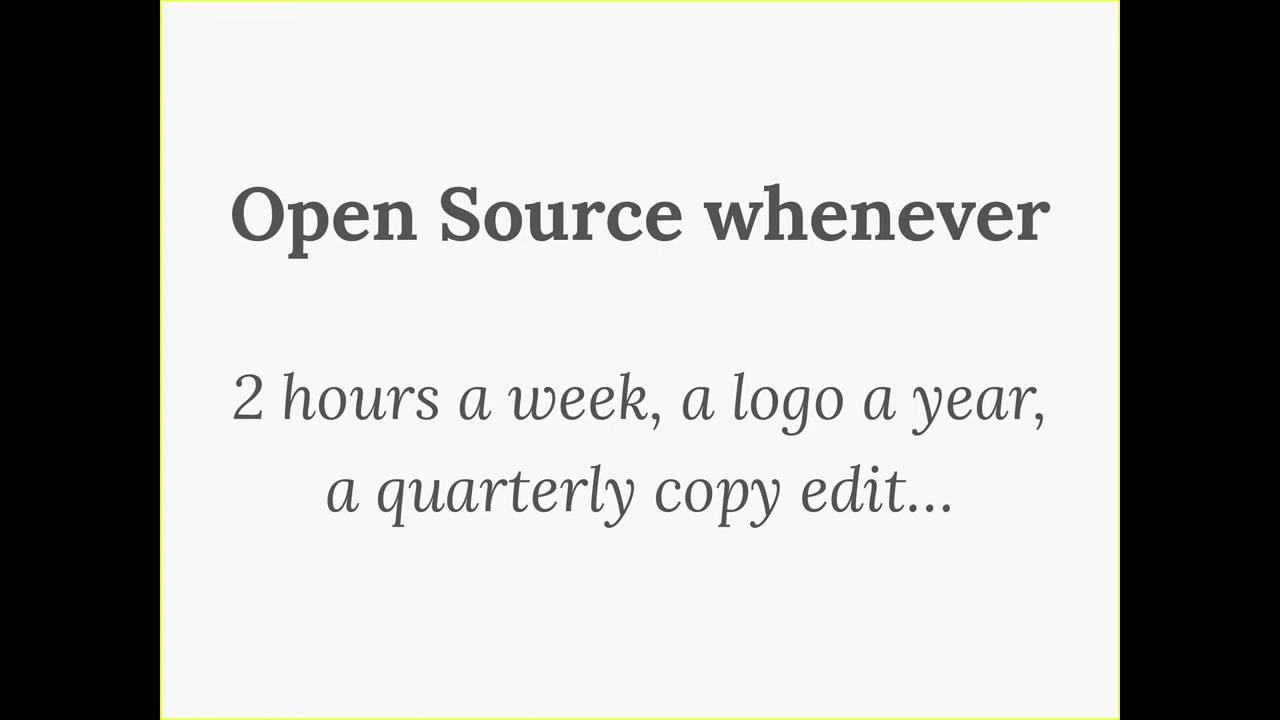 Open Source whenever
2 hours a week, a logo a year,
a quarterly copy edit...